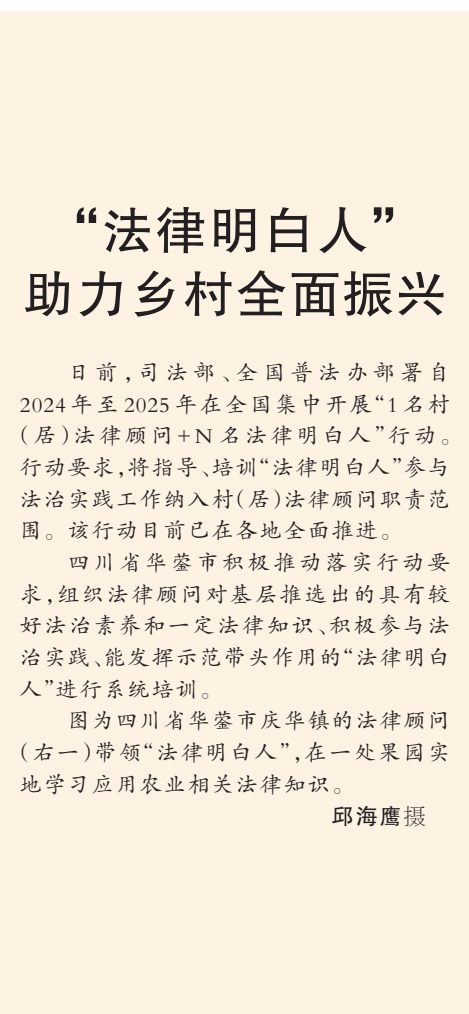 “法律明白人”
助力乡村全面振兴
日前,司法部、全国普法办部署自
2024年至2025年在全国集中开展“1名村
(居)法律顾问+N名法律明白人”行动。
行动要求,将指导、培训“法律明白人”参与
法治实践工作纳入村(居)法律顾问职责范
围。该行动目前已在各地全面推进。
四川省华蓥市积极推动落实行动要
求,组织法律顾问对基层推选出的具有较
好法治素养和一定法律知识、积极参与法
治实践、能发挥示范带头作用的“法律明白
人”进行系统培训。
图为四川省华蓥市庆华镇的法律顾问
(右一)带领“法律明白人”,在一处果园实
地学习应用农业相关法律知识。
邱海鹰摄